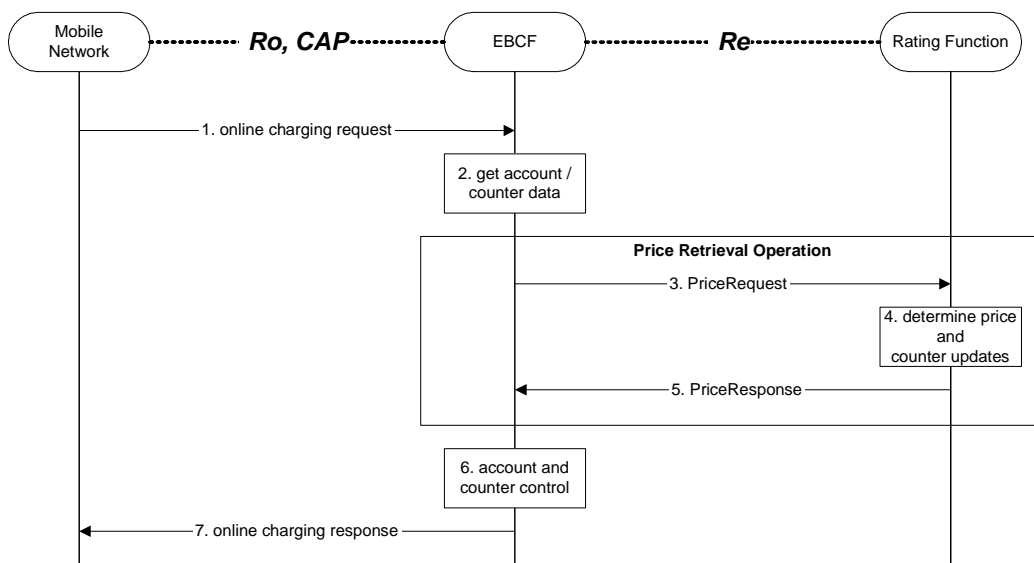 Mobile
Network
Ro, CAP
EBCF
Re
Rating Function
1. online charging request
2. get account /
counter data
Price Retrieval Operation
3. PriceRequest
4. determine price
and
counter updates
5. PriceResponse
6. account and
counter control
7. online charging response